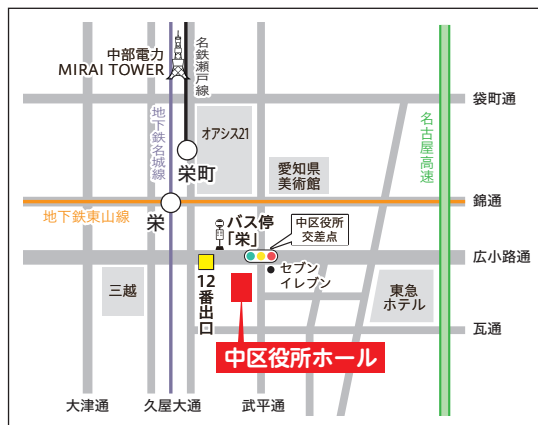 中部電力
MIRAI TOWER
名鉄瀬戸線
袋町通
地下鉄名城線
オアシス21
名古屋高速
栄町
愛知県
美術館
錦通
地下鉄東山線
栄
バス停
「栄」
中区役所
交差点
広小路通
セブン
イレブン
三越
12番出口
東急
ホテル
瓦通
中区役所ホール
大津通
久屋大通
武平通